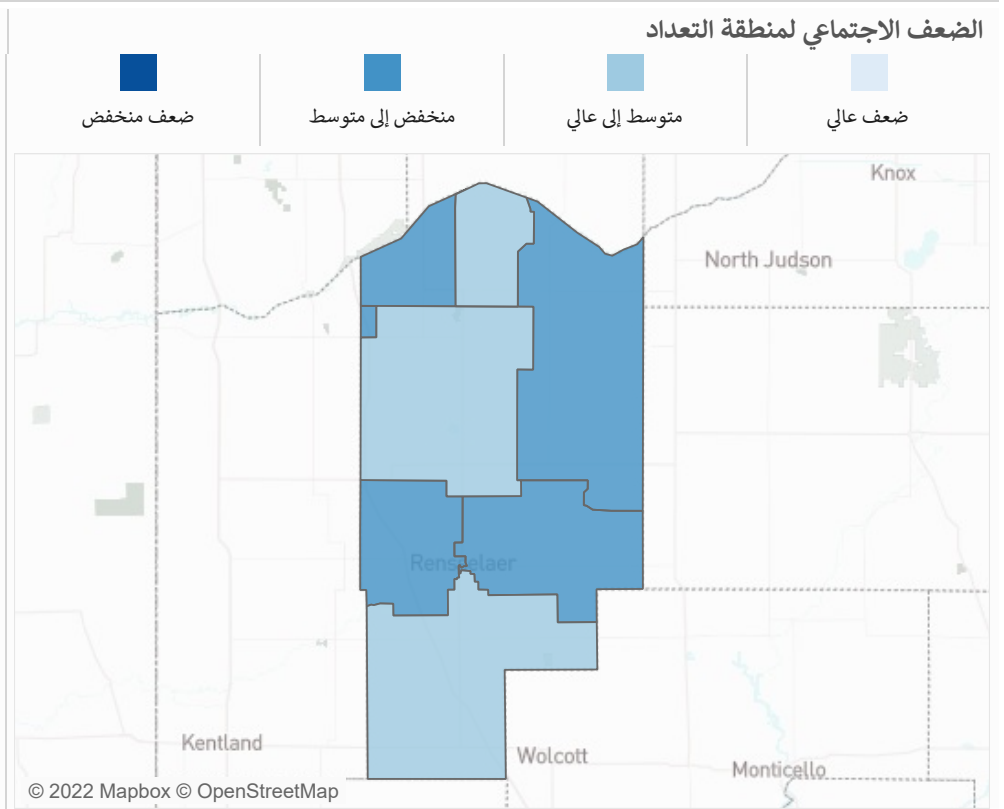 الضعف الاجتماعي لمنطقة التعداد
ضعف عالي
متوسط إلى عالي
منخفض إلى متوسط
ضعف منخفض
Knox
North Judson
Rensselaer
Kentland
Wolcott
Monticello
© 2022 Mapbox © OpenStreetMap